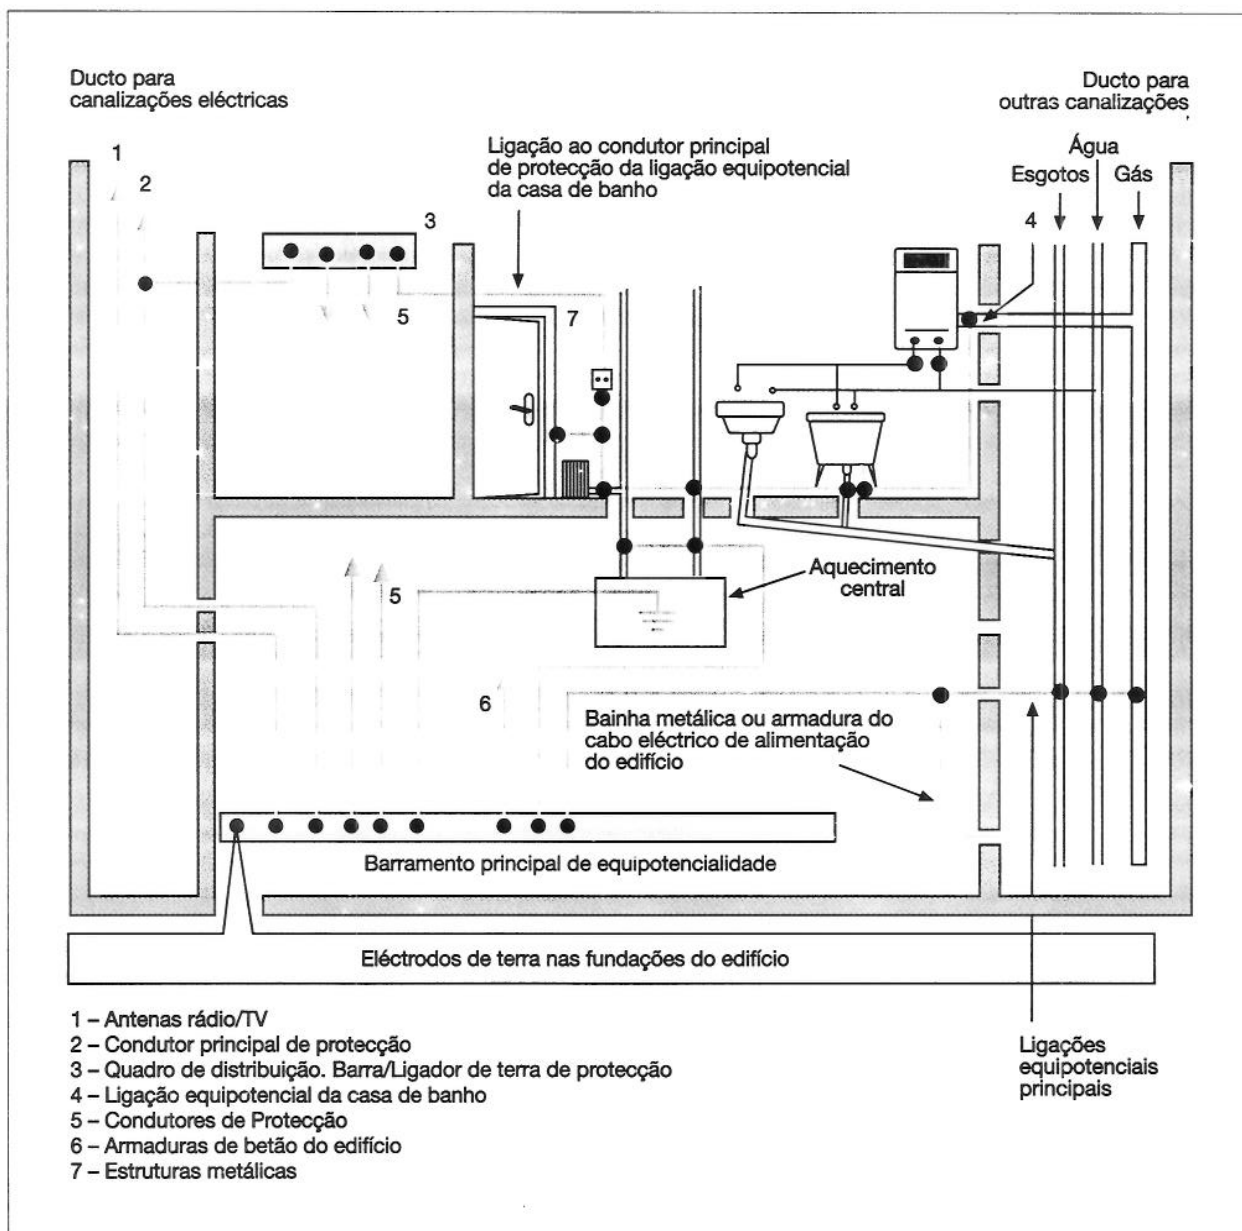 Ducto para
canalizações eléctricas
Ducto para
outras canalizações
Água
Esgotos
Gás
1
2
Ligação ao condutor principal
de protecção da ligação equipotencial
da casa de banho
3
4
5
7
5
Aquecimento
central
6
Bainha metálica ou armadura do
cabo eléctrico de alimentação
do edifício
Barramento principal de equipotencialidade
Eléctrodos de terra nas fundações do edifício
1 – Antenas rádio/TV
2 – Condutor principal de protecção
3 – Quadro de distribuição. Barra/Ligador de terra de protecção
4 – Ligação equipotencial da casa de banho
5 – Condutores de Protecção
6 – Armaduras de betão do edifício
7 – Estruturas metálicas
Ligações
equipotenciais
principais